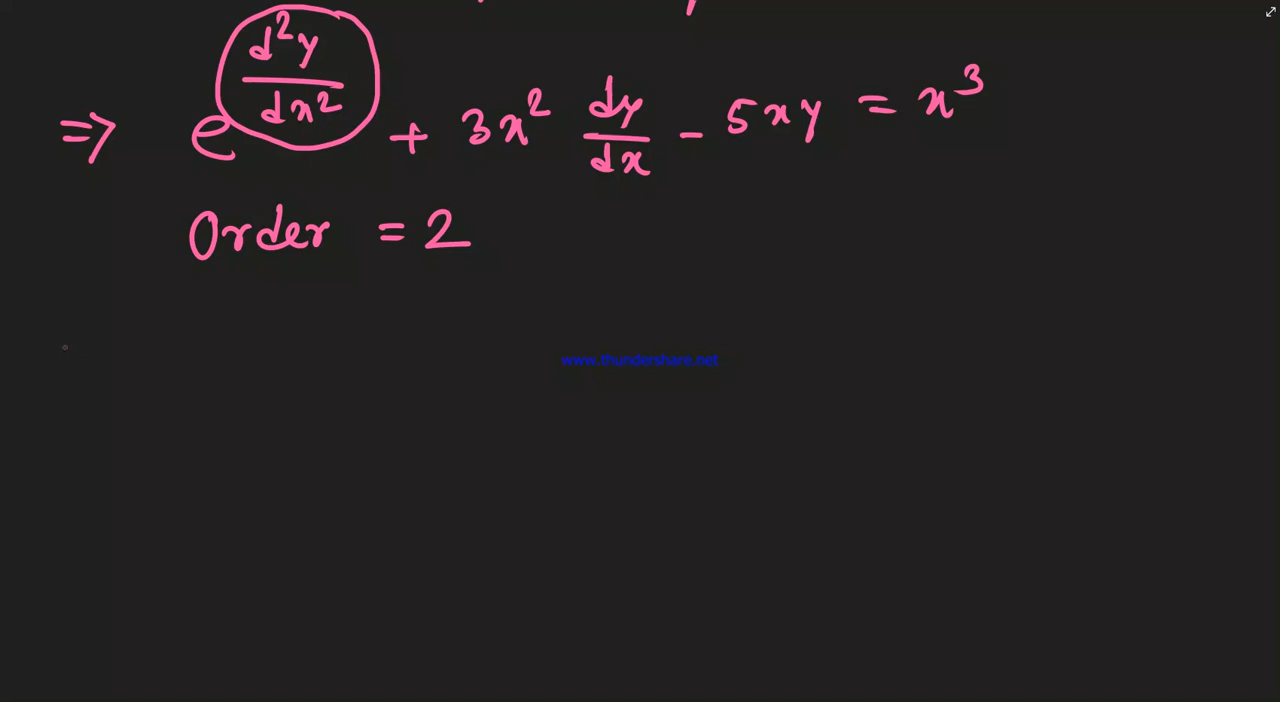 ⇒ e^(d²y/dx²) + 3x² dy/dx - 5xy = x³
Order = 2
www.thundershare.net